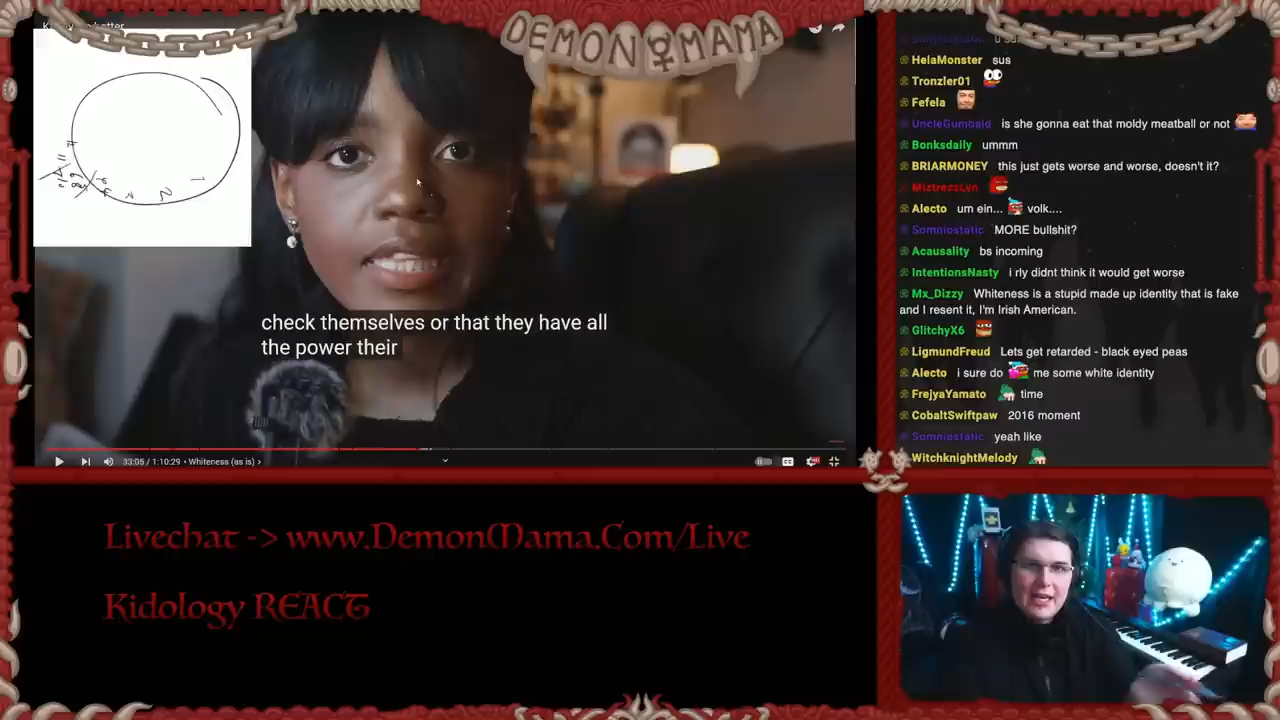 DEMON MAMA
check themselves or that they have all
the power their
33:05 / 1:10:29 • Whiteness (as is) ›
HelaMonster sus
Tronzler01
Fefela
UncleGumbald is she gonna eat that moldy meatball or not
Bonksdaily ummm
BRIARMONEY this just gets worse and worse, doesn't it?
MiztrezzLyn
Alecto um ein... volk....
Somniostatic MORE bullshit?
Acausality bs incoming
IntentionsNasty i rly didnt think it would get worse
Mx_Dizzy Whiteness is a stupid made up identity that is fake
and I resent it, I'm Irish American.
GlitchyX6
LigmundFreud Lets get retarded - black eyed peas
Alecto i sure do me some white identity
FrejyaYamato time
CobaltSwiftpaw 2016 moment
Somniostatic yeah like
WitchknightMelody
Livechat -> www.DemonMama.Com/Live
Kidology REACT